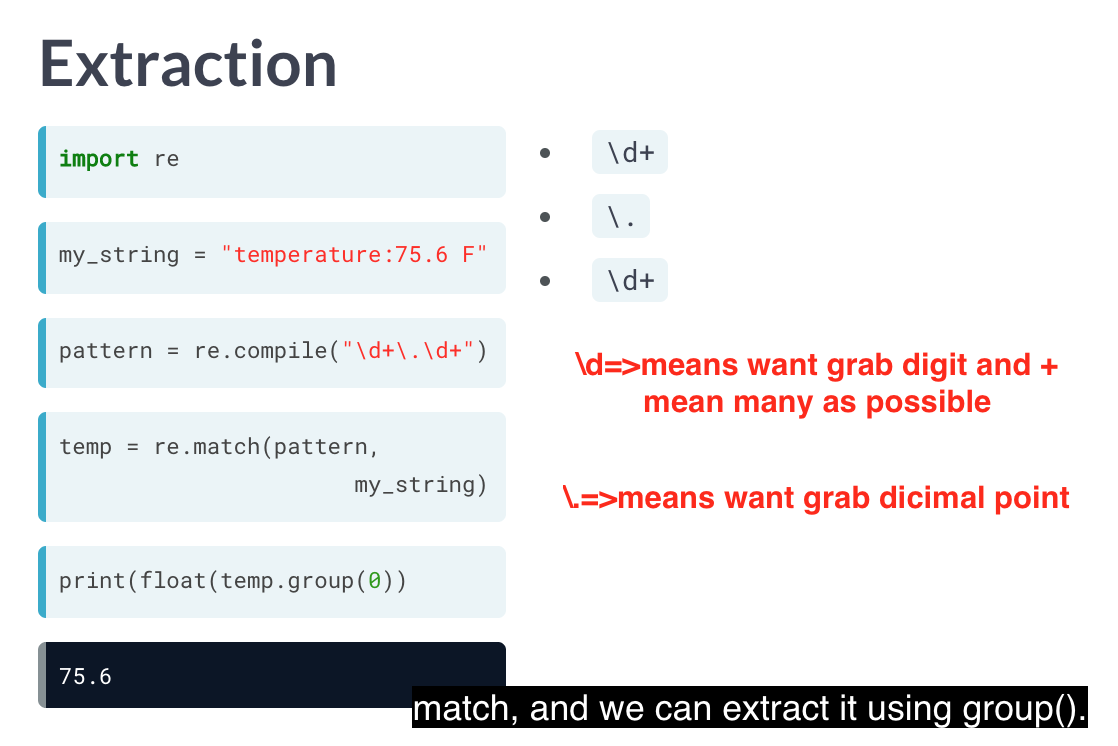 Extraction
import re
my_string = "temperature:75.6 F"
pattern = re.compile("\d+\.\d+")
temp = re.match(pattern,
my_string)
print(float(temp.group(0))
75.6
\d+
\.
\d+
\d=>means want grab digit and +
mean many as possible
\.=>means want grab dicimal point
match, and we can extract it using group().